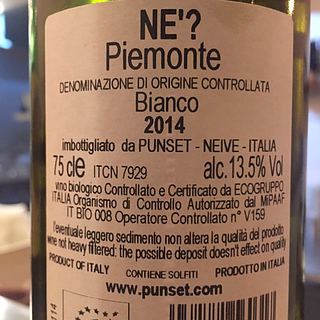 NE'?
Piemonte
DENOMINAZIONE DI ORIGINE CONTROLLATA
Bianco
2014
imbottigliato da PUNSET - NEIVE - ITALIA
75 cl e ITCN 7929 alc. 13.5% Vol
vino biologico Controllato e Certificato da ECOGRUPPO
ITALIA Organismo di Controllo Autorizzato dal MiPAAF
IT BIO 008 Operatore Controllato n° V159
l'eventuale leggero sedimento non altera la qualità del prodotto
wine not heavy filtered: the possible deposit doesn't effect on quality
PRODUCT OF ITALY CONTIENE SOLFITI PRODOTTO IN ITALIA
www.punset.com